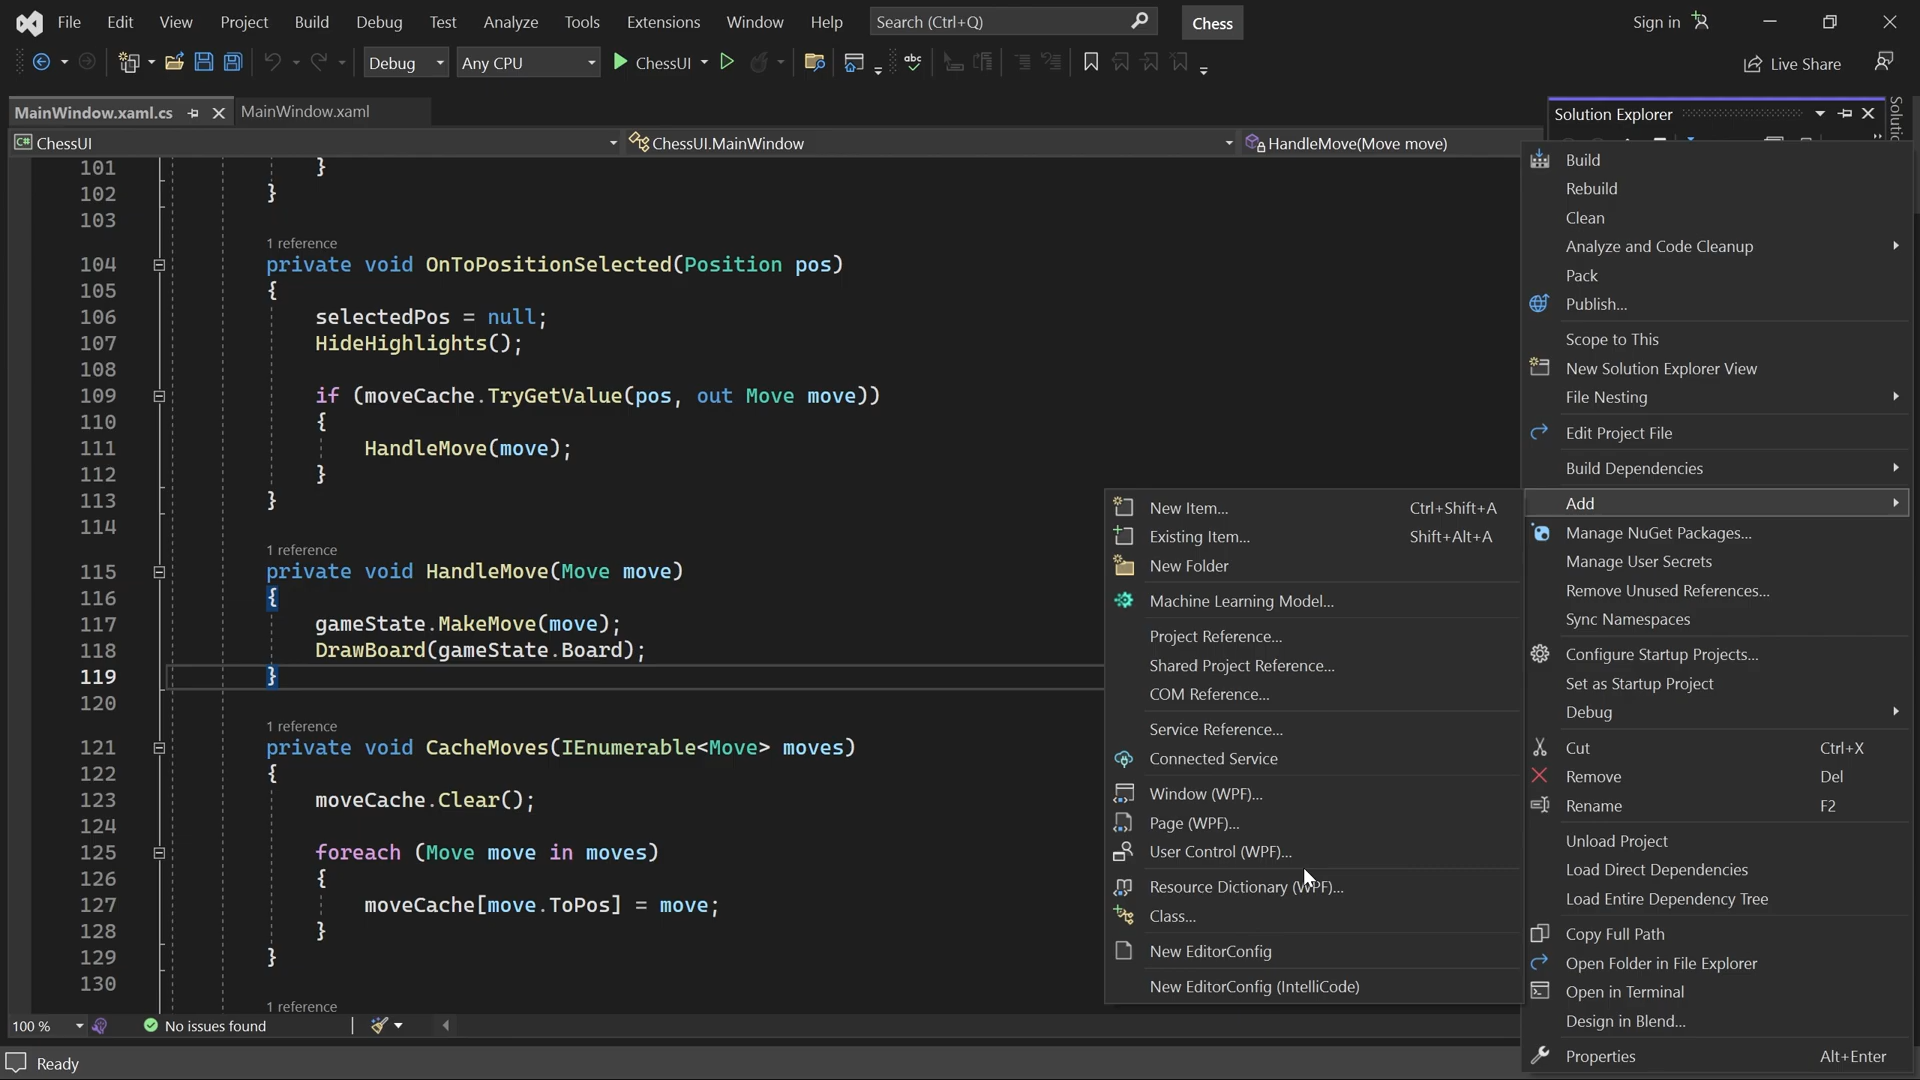 File Edit View Project Build Debug Test Analyze Tools Extensions Window Help Search (Ctrl+Q) Chess Sign in
Debug Any CPU ChessUI abc Live Share
MainWindow.xaml.cs MainWindow.xaml
Solution Explorer
C# ChessUI ChessUI.MainWindow HandleMove(Move move)
101 }
102 }
103
1 reference
104 private void OnToPositionSelected(Position pos)
105 {
106 selectedPos = null;
107 HideHighlights();
108
109 if (moveCache.TryGetValue(pos, out Move move))
110 {
111 HandleMove(move);
112 }
113 }
114
1 reference
115 private void HandleMove(Move move)
116 {
117 gameState.MakeMove(move);
118 DrawBoard(gameState.Board);
119 }
120
1 reference
121 private void CacheMoves(IEnumerable<Move> moves)
122 {
123 moveCache.Clear();
124
125 foreach (Move move in moves)
126 {
127 moveCache[move.ToPos] = move;
128 }
129 }
130
1 reference
New Item... Ctrl+Shift+A
Existing Item... Shift+Alt+A
New Folder
Machine Learning Model...
Project Reference...
Shared Project Reference...
COM Reference...
Service Reference...
Connected Service
Window (WPF)...
Page (WPF)...
User Control (WPF)...
Resource Dictionary (WPF)...
Class...
New EditorConfig
New EditorConfig (IntelliCode)
Build
Rebuild
Clean
Analyze and Code Cleanup
Pack
Publish...
Scope to This
New Solution Explorer View
File Nesting
Edit Project File
Build Dependencies
Add
Manage NuGet Packages...
Manage User Secrets
Remove Unused References...
Sync Namespaces
Configure Startup Projects...
Set as Startup Project
Debug
Cut Ctrl+X
Remove Del
Rename F2
Unload Project
Load Direct Dependencies
Load Entire Dependency Tree
Copy Full Path
Open Folder in File Explorer
Open in Terminal
Design in Blend...
Properties Alt+Enter
100 % No issues found
Ready